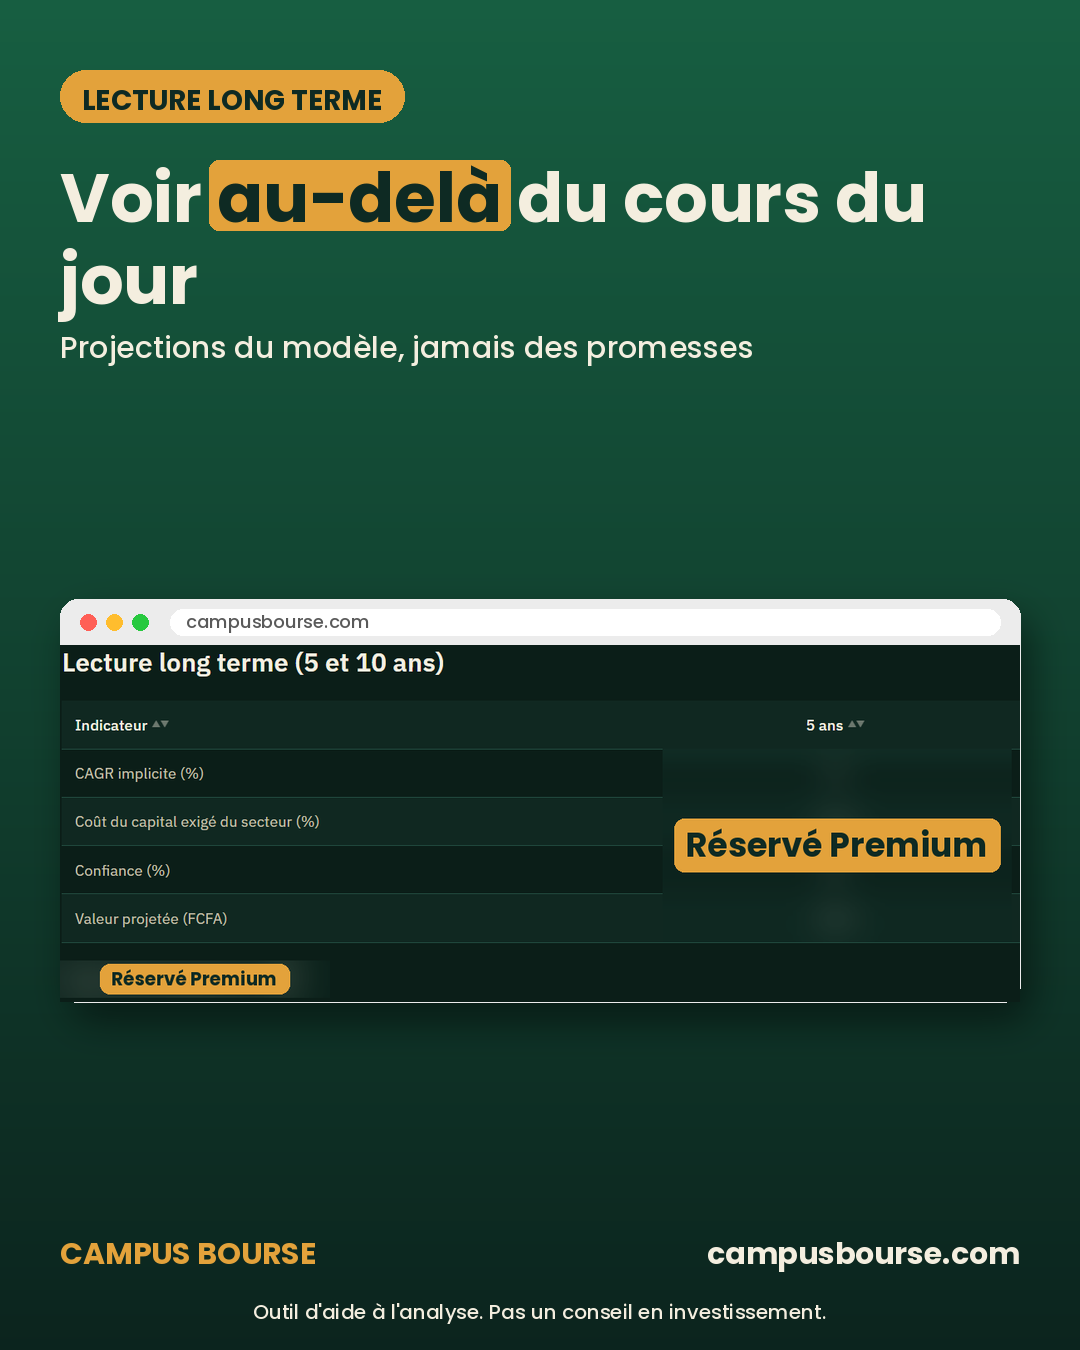 LECTURE LONG TERME
Voir au-delà du cours du
jour
Projections du modèle, jamais des promesses
campusbourse.com
Lecture long terme (5 et 10 ans)
Indicateur ▲▼ 5 ans ▲▼
CAGR implicite (%)
Coût du capital exigé du secteur (%)
Réservé Premium
Confiance (%)
Valeur projetée (FCFA)
Réservé Premium
CAMPUS BOURSE campusbourse.com
Outil d'aide à l'analyse. Pas un conseil en investissement.